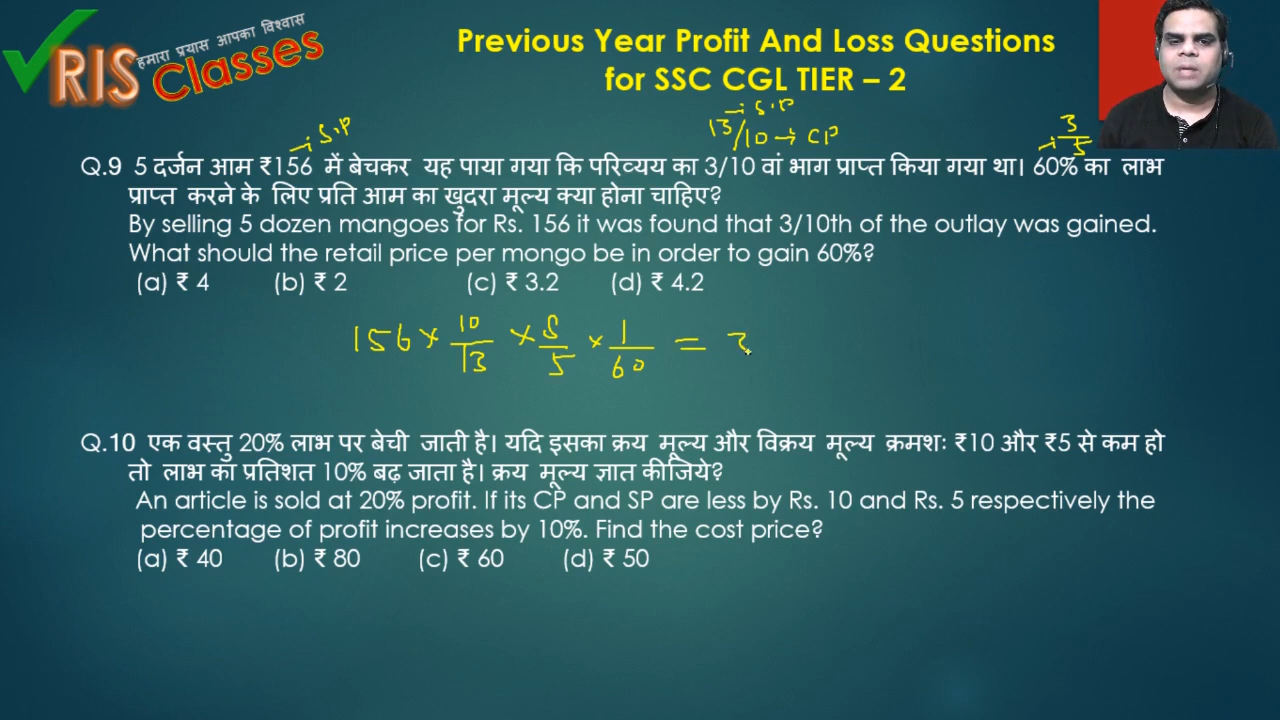 RIS
हमारा प्रयास आपका विश्वास
Classes
Previous Year Profit And Loss Questions
for SSC CGL TIER – 2
→ S.P
→ S.P
13/10 → CP
→ 3/5
Q.9 5 दर्जन आम ₹156 में बेचकर यह पाया गया कि परिव्यय का 3/10 वां भाग प्राप्त किया गया था। 60% का लाभ
प्राप्त करने के लिए प्रति आम का खुदरा मूल्य क्या होना चाहिए?
By selling 5 dozen mangoes for Rs. 156 it was found that 3/10th of the outlay was gained.
What should the retail price per mongo be in order to gain 60%?
(a) ₹ 4 (b) ₹ 2 (c) ₹ 3.2 (d) ₹ 4.2
156 × 10/13 × 8/5 × 1/60 = 3
Q.10 एक वस्तु 20% लाभ पर बेची जाती है। यदि इसका क्रय मूल्य और विक्रय मूल्य क्रमशः ₹10 और ₹5 से कम हो
तो लाभ का प्रतिशत 10% बढ़ जाता है। क्रय मूल्य ज्ञात कीजिये?
An article is sold at 20% profit. If its CP and SP are less by Rs. 10 and Rs. 5 respectively the
percentage of profit increases by 10%. Find the cost price?
(a) ₹ 40 (b) ₹ 80 (c) ₹ 60 (d) ₹ 50